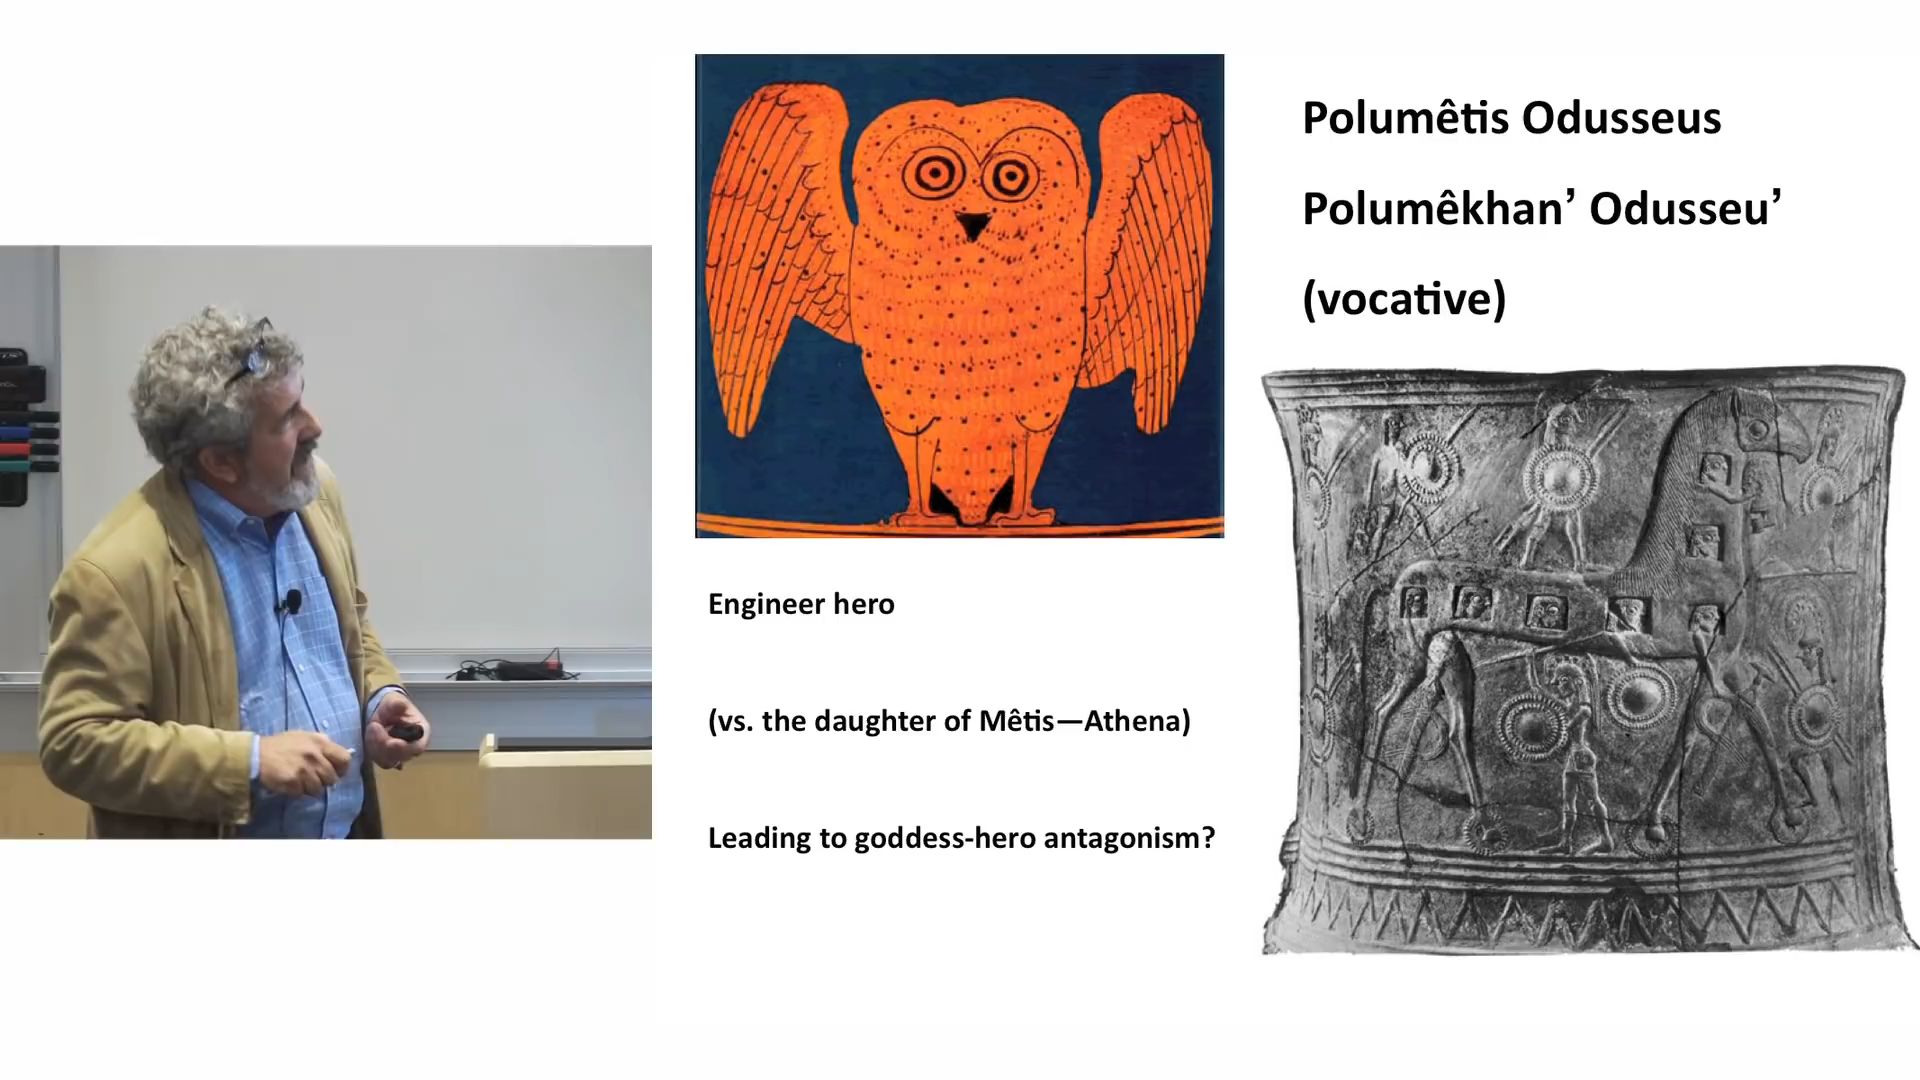 Polumêtis Odusseus
Polumêkhan’ Odusseu’
(vocative)
Engineer hero
(vs. the daughter of Mêtis—Athena)
Leading to goddess-hero antagonism?